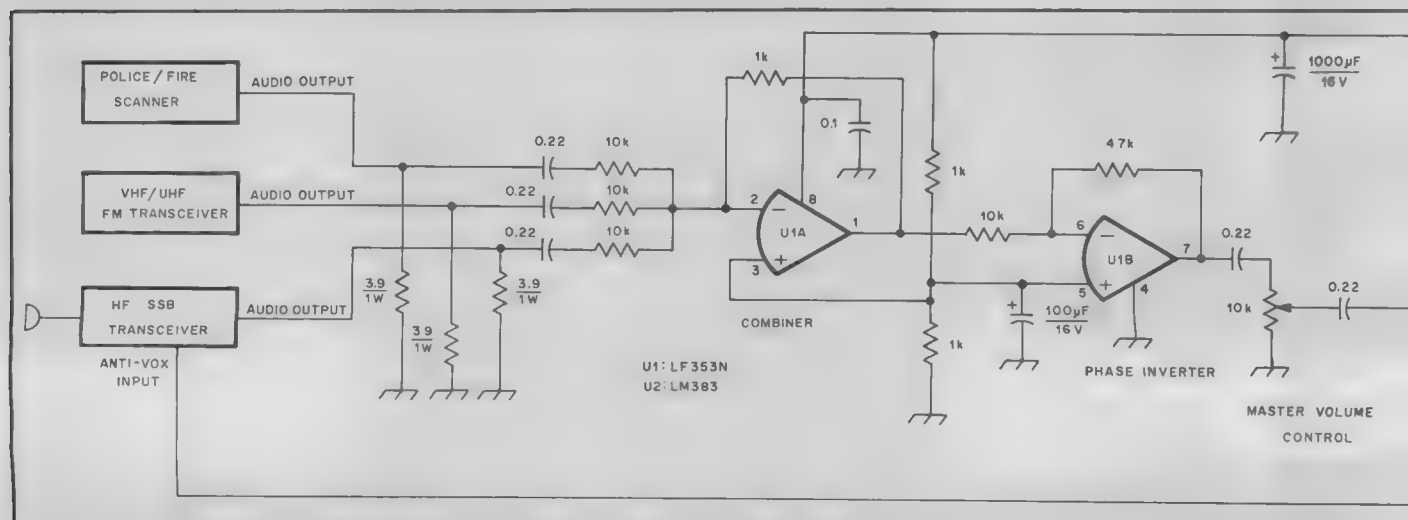 POLICE/FIRE
SCANNER
AUDIO OUTPUT
VHF/UHF
FM TRANSCEIVER
AUDIO OUTPUT
HF SSB
TRANSCEIVER
AUDIO OUTPUT
ANTI-VOX
INPUT
0.22
10k
0.22
10k
0.22
10k
3.9
1W
3.9
1W
3.9
1W
1k
2
−
8
U1A
1
3
+
COMBINER
0.1
U1: LF353N
U2: LM383
1k
1k
10k
47k
6
−
U1B
7
5
+
4
+
100µF
16V
PHASE INVERTER
+
1000µF
16V
0.22
10k
0.22
MASTER VOLUME
CONTROL